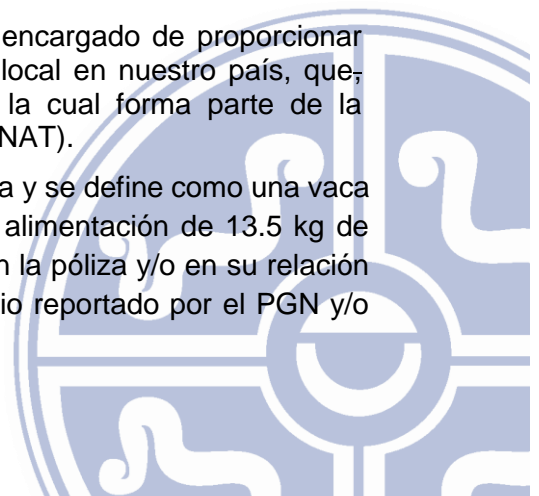 encargado de proporcionar
local en nuestro país, que,
la cual forma parte de la
NAT).
a y se define como una vaca
alimentación de 13.5 kg de
n la póliza y/o en su relación
io reportado por el PGN y/o